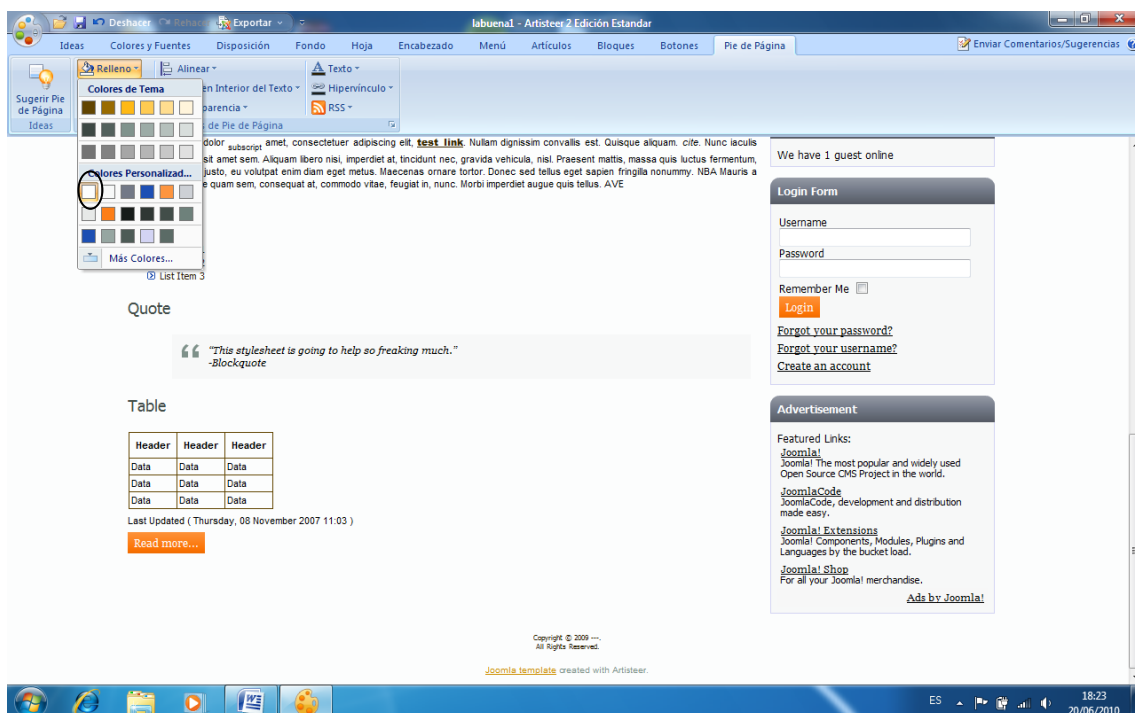 Deshacer Rehacer Exportar labuena1 - Artisteer 2 Edición Estandar
Ideas Colores y Fuentes Disposición Fondo Hoja Encabezado Menú Artículos Bloques Botones Pie de Página Enviar Comentarios/Sugerencias
Sugerir Pie de Página
Ideas
Relleno Alinear Texto
en Interior del Texto Hipervínculo
parencia RSS
s de Pie de Página
Colores de Tema
Colores Personalizad...
Más Colores...
dolor subscript amet, consectetuer adipiscing elit, test link. Nullam dignissim convallis est. Quisque aliquam. cite. Nunc iaculis
sit amet sem. Aliquam libero nisi, imperdiet at, tincidunt nec, gravida vehicula, nisl. Praesent mattis, massa quis luctus fermentum,
justo, eu volutpat enim diam eget metus. Maecenas ornare tortor. Donec sed tellus eget sapien fringilla nonummy. NBA Mauris a
e quam sem, consequat at, commodo vitae, feugiat in, nunc. Morbi imperdiet augue quis tellus. AVE
List Item 3
Quote
“This stylesheet is going to help so freaking much.”
-Blockquote
Table
Header Header Header
Data Data Data
Data Data Data
Data Data Data
Last Updated ( Thursday, 08 November 2007 11:03 )
Read more...
We have 1 guest online
Login Form
Username
Password
Remember Me
Login
Forgot your password?
Forgot your username?
Create an account
Advertisement
Featured Links:
Joomla!
Joomla! The most popular and widely used
Open Source CMS Project in the world.
JoomlaCode
JoomlaCode, development and distribution
made easy.
Joomla! Extensions
Joomla! Components, Modules, Plugins and
Languages by the bucket load.
Joomla! Shop
For all your Joomla! merchandise.
Ads by Joomla!
Copyright © 2009 ---.
All Rights Reserved.
Joomla template created with Artisteer.
ES
18:23
20/06/2010